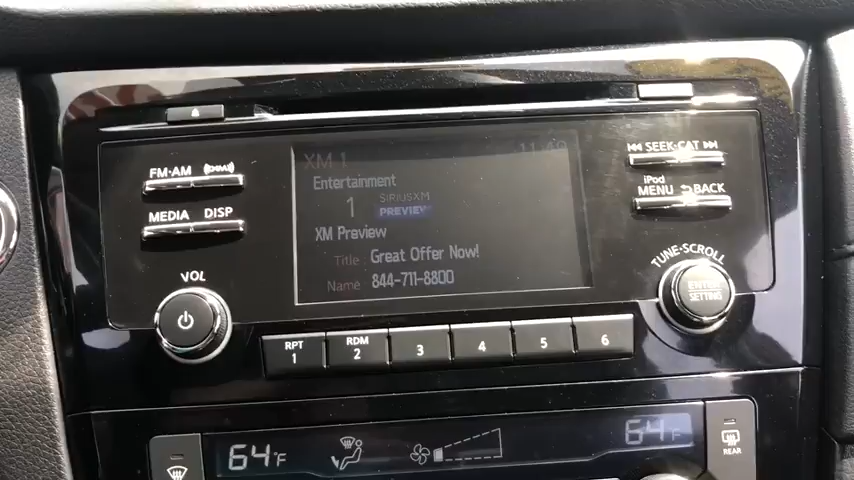 FM·AM
MEDIA DISP
VOL
XM 1
Entertainment
1 SIRIUSXM
PREVIEW
XM Preview
Title Great Offer Now!
Name 844-711-8800
SEEK·CAT
iPod
MENU BACK
TUNE·SCROLL
ENTER
SETTING
RPT
1
RDM
2
3
4
5
6
64°F
64°F
REAR